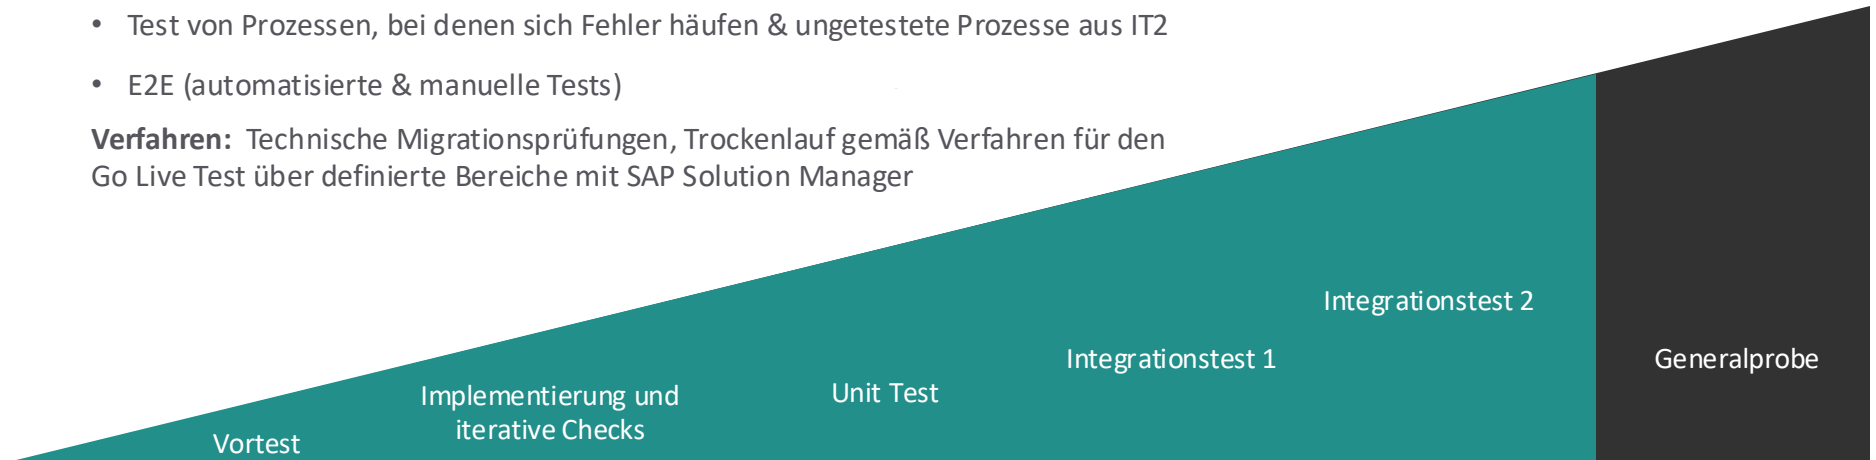 • Test von Prozessen, bei denen sich Fehler häufen & ungetestete Prozesse aus IT2
• E2E (automatisierte & manuelle Tests)
Verfahren: Technische Migrationsprüfungen, Trockenlauf gemäß Verfahren für den
Go Live Test über definierte Bereiche mit SAP Solution Manager
Vortest
Implementierung und
iterative Checks
Unit Test
Integrationstest 1
Integrationstest 2
Generalprobe